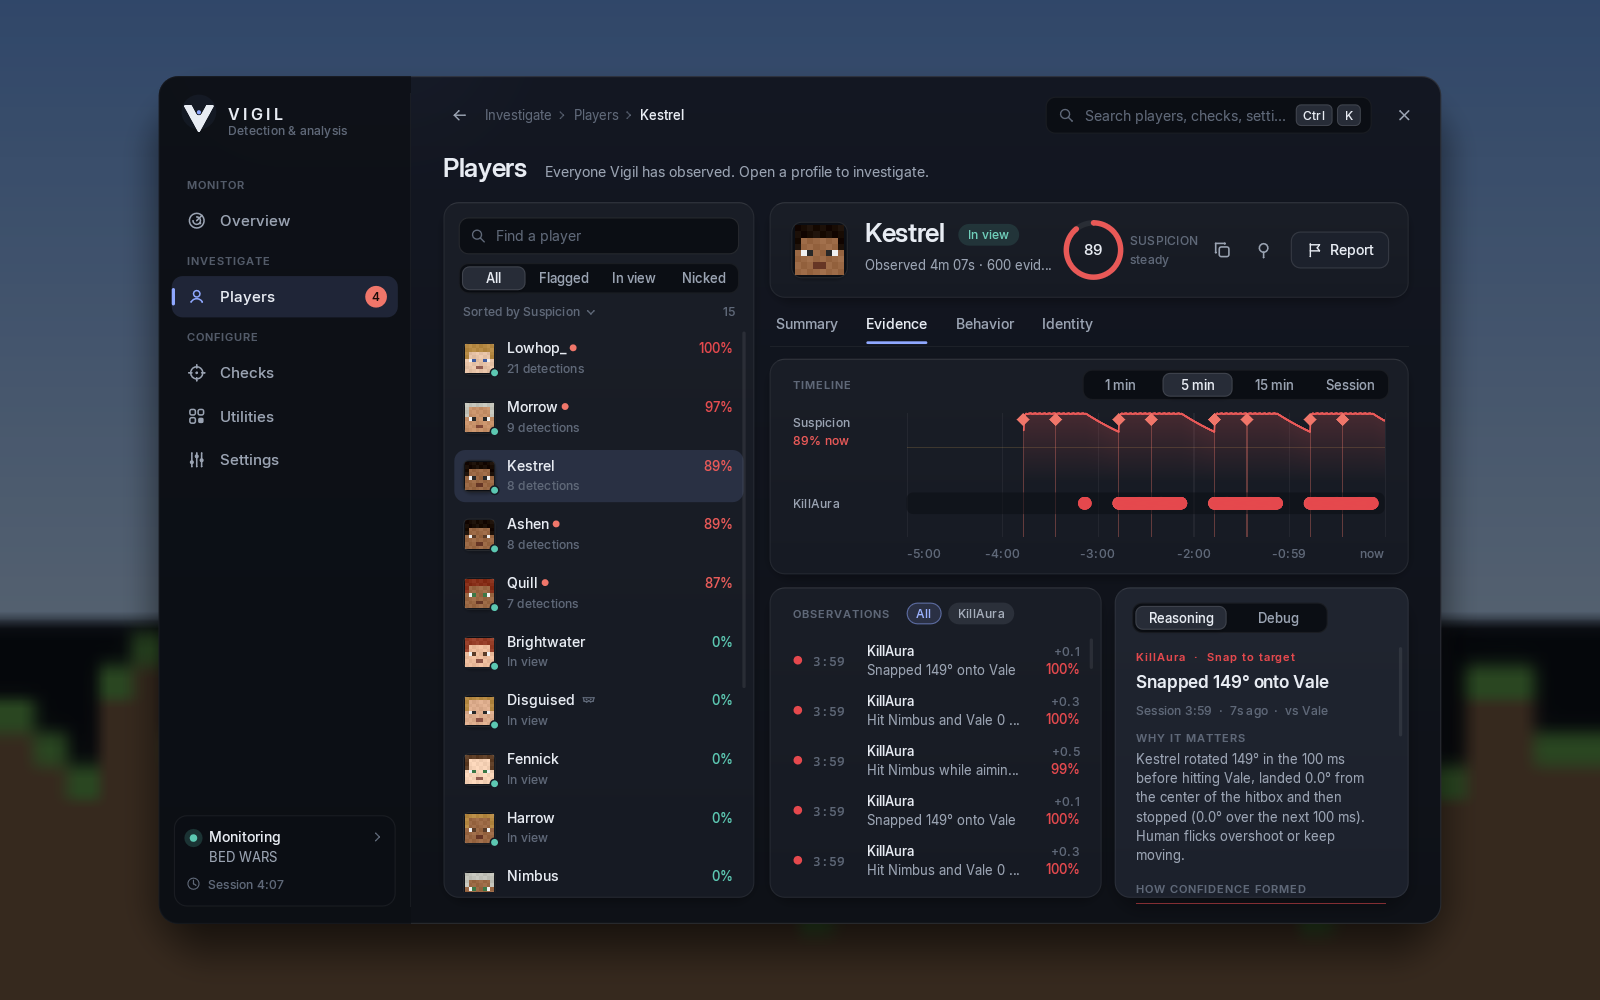 VIGIL
Detection & analysis
MONITOR
Overview
INVESTIGATE
Players
4
CONFIGURE
Checks
Utilities
Settings
Monitoring
BED WARS
Session 4:07
Investigate > Players > Kestrel
Search players, checks, setti...
Ctrl K
Players
Everyone Vigil has observed. Open a profile to investigate.
Find a player
All Flagged In view Nicked
Sorted by Suspicion 15
Lowhop_ 100%
21 detections
Morrow 97%
9 detections
Kestrel 89%
8 detections
Ashen 89%
8 detections
Quill 87%
7 detections
Brightwater 0%
In view
Disguised 0%
In view
Fennick 0%
In view
Harrow 0%
In view
Nimbus 0%
Kestrel In view
Observed 4m 07s · 600 evid...
89
SUSPICION
steady
Report
Summary Evidence Behavior Identity
TIMELINE
1 min 5 min 15 min Session
Suspicion
89% now
KillAura
-5:00 -4:00 -3:00 -2:00 -0:59 now
OBSERVATIONS All KillAura
3:59 KillAura +0.1
Snapped 149° onto Vale 100%
3:59 KillAura +0.3
Hit Nimbus and Vale 0 ... 100%
3:59 KillAura +0.5
Hit Nimbus while aimin... 99%
3:59 KillAura +0.1
Snapped 149° onto Vale 100%
3:59 KillAura +0.3
Hit Nimbus and Vale 0 ... 100%
Reasoning Debug
KillAura · Snap to target
Snapped 149° onto Vale
Session 3:59 · 7s ago · vs Vale
WHY IT MATTERS
Kestrel rotated 149° in the 100 ms
before hitting Vale, landed 0.0° from
the center of the hitbox and then
stopped (0.0° over the next 100 ms).
Human flicks overshoot or keep
moving.
HOW CONFIDENCE FORMED